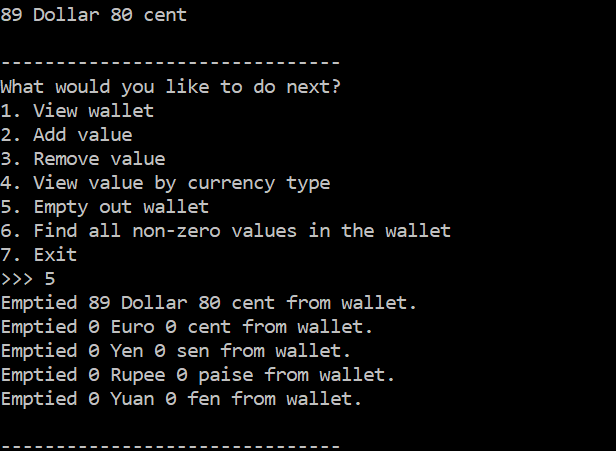 89 Dollar 80 cent
-------------------------------
What would you like to do next?
1. View wallet
2. Add value
3. Remove value
4. View value by currency type
5. Empty out wallet
6. Find all non-zero values in the wallet
7. Exit
>>> 5
Emptied 89 Dollar 80 cent from wallet.
Emptied 0 Euro 0 cent from wallet.
Emptied 0 Yen 0 sen from wallet.
Emptied 0 Rupee 0 paise from wallet.
Emptied 0 Yuan 0 fen from wallet.
-------------------------------